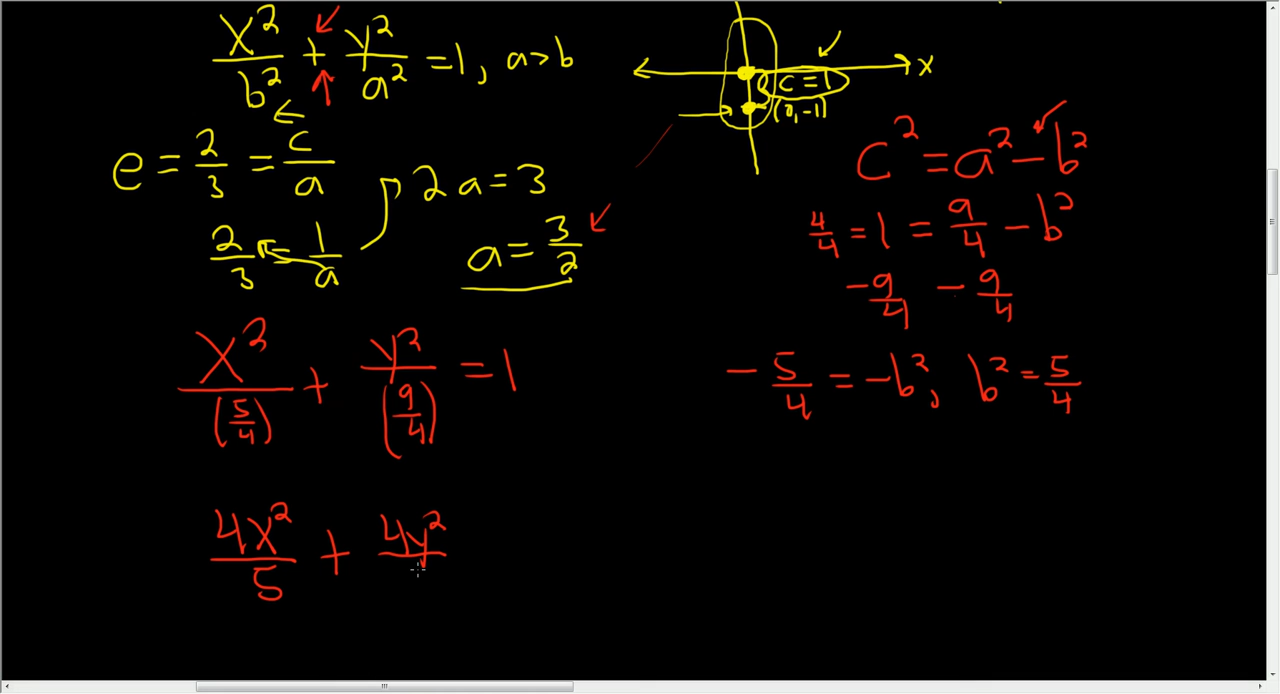 x²/b² + y²/a² = 1, a > b
e = 2/3 = c/a
2/3 = 1/a
2a = 3
a = 3/2
x²/(5/4) + y²/(9/4) = 1
4x²/5 + 4y²
x
c = 1
(0, -1)
c² = a² - b²
4/4 = 1 = 9/4 - b²
-9/4 -9/4
-5/4 = -b², b² = 5/4